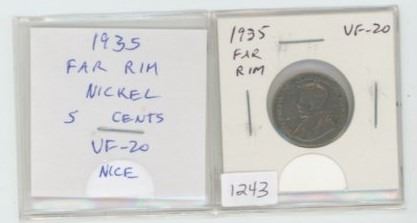 1935
FAR RIM
NICKEL
5 CENTS
VF-20
NICE
1935
VF-20
FAR
RIM
1243